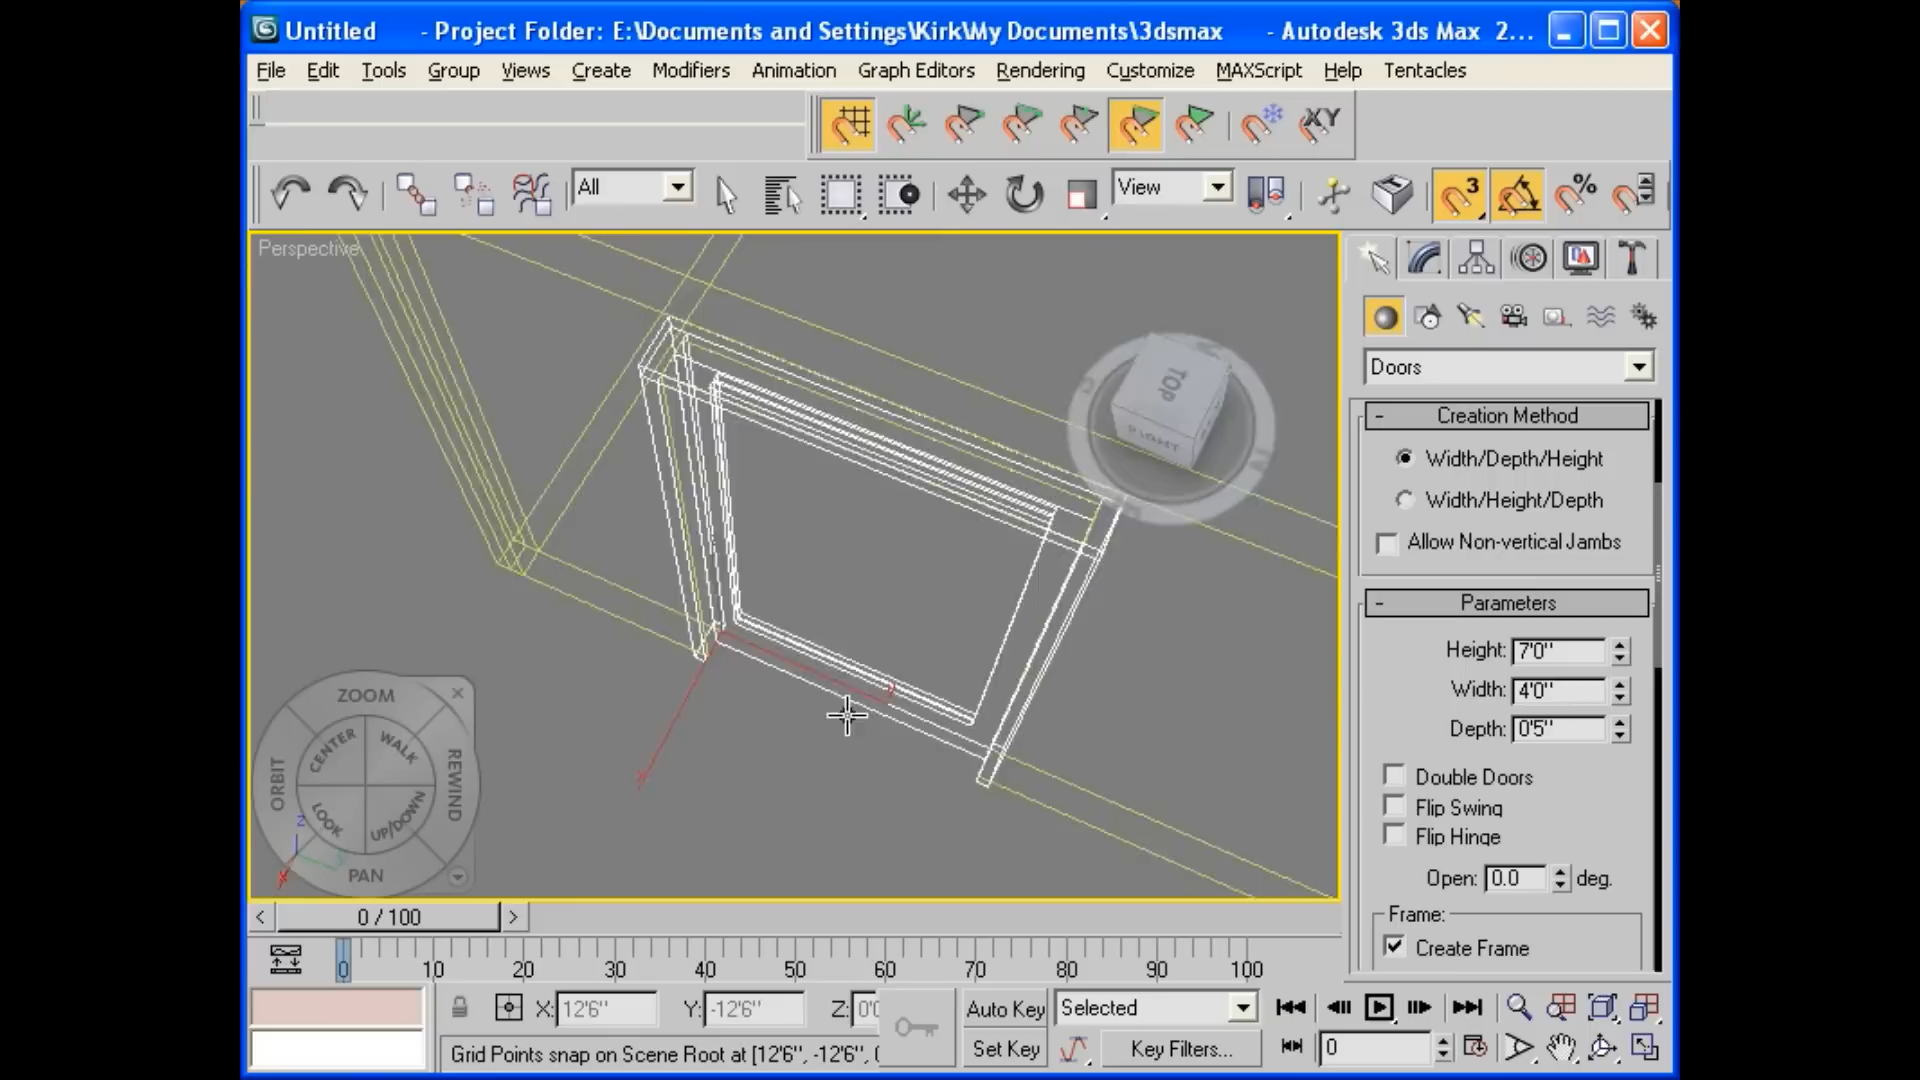 Untitled - Project Folder: E:\Documents and Settings\Kirk\My Documents\3dsmax - Autodesk 3ds Max 2...
File Edit Tools Group Views Create Modifiers Animation Graph Editors Rendering Customize MAXScript Help Tentacles
XY
All View 3 %
Perspective
TOP
RIGHT
Doors
- Creation Method
Width/Depth/Height
Width/Height/Depth
Allow Non-vertical Jambs
- Parameters
Height: 7'0"
Width: 4'0"
Depth: 0'5"
Double Doors
Flip Swing
Flip Hinge
Open: 0.0 deg.
Frame:
Create Frame
ZOOM
CENTER WALK
ORBIT REWIND
LOOK UP/DOWN
PAN
z
x
y
x
< 0 / 100 >
0 10 20 30 40 50 60 70 80 90 100
X: 12'6" Y: -12'6" Z: Auto Key Selected
Grid Points snap on Scene Root at [12'6", -12'6", Set Key Key Filters... 0